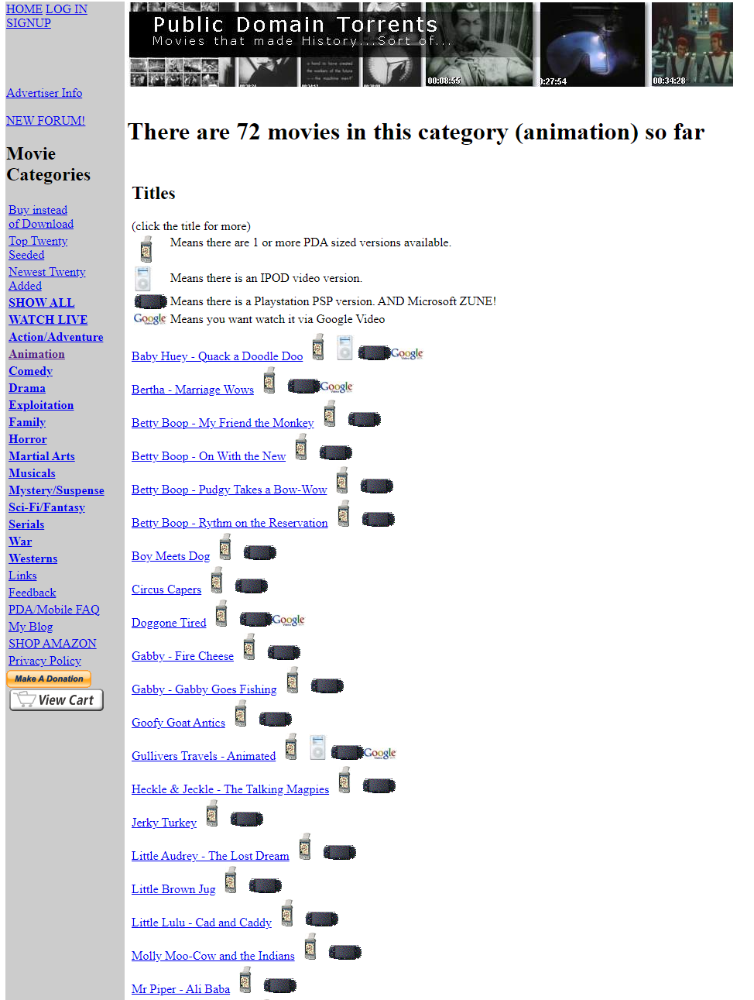 HOME LOG IN
SIGNUP
Advertiser Info
NEW FORUM!
Movie
Categories
Buy instead
of Download
Top Twenty
Seeded
Newest Twenty
Added
SHOW ALL
WATCH LIVE
Action/Adventure
Animation
Comedy
Drama
Exploitation
Family
Horror
Martial Arts
Musicals
Mystery/Suspense
Sci-Fi/Fantasy
Serials
War
Westerns
Links
Feedback
PDA/Mobile FAQ
My Blog
SHOP AMAZON
Privacy Policy
Make A Donation
View Cart
Public Domain Torrents
Movies that made History...Sort of...
00:08:55
0:27:54
00:34:28
There are 72 movies in this category (animation) so far
Titles
(click the title for more)
Means there are 1 or more PDA sized versions available.
Means there is an IPOD video version.
Means there is a Playstation PSP version. AND Microsoft ZUNE!
Google Means you want watch it via Google Video
Baby Huey - Quack a Doodle Doo Google
Bertha - Marriage Wows Google
Betty Boop - My Friend the Monkey
Betty Boop - On With the New
Betty Boop - Pudgy Takes a Bow-Wow
Betty Boop - Rythm on the Reservation
Boy Meets Dog
Circus Capers
Doggone Tired Google
Gabby - Fire Cheese
Gabby - Gabby Goes Fishing
Goofy Goat Antics
Gullivers Travels - Animated Google
Heckle & Jeckle - The Talking Magpies
Jerky Turkey
Little Audrey - The Lost Dream
Little Brown Jug
Little Lulu - Cad and Caddy
Molly Moo-Cow and the Indians
Mr Piper - Ali Baba